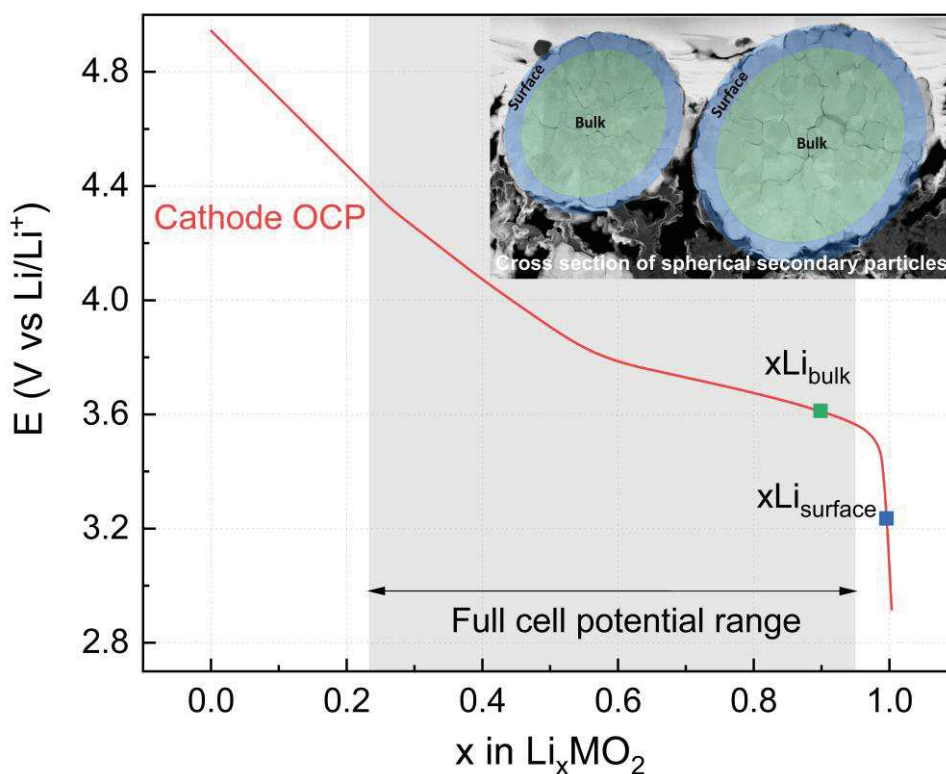 4.8
4.4
4.0
3.6
3.2
2.8
E (V vs Li/Li⁺)
Surface
Bulk
Surface
Bulk
Cross section of spherical secondary particles
Cathode OCP
xLi_bulk
xLi_surface
Full cell potential range
0.0 0.2 0.4 0.6 0.8 1.0
x in LiₓMO₂